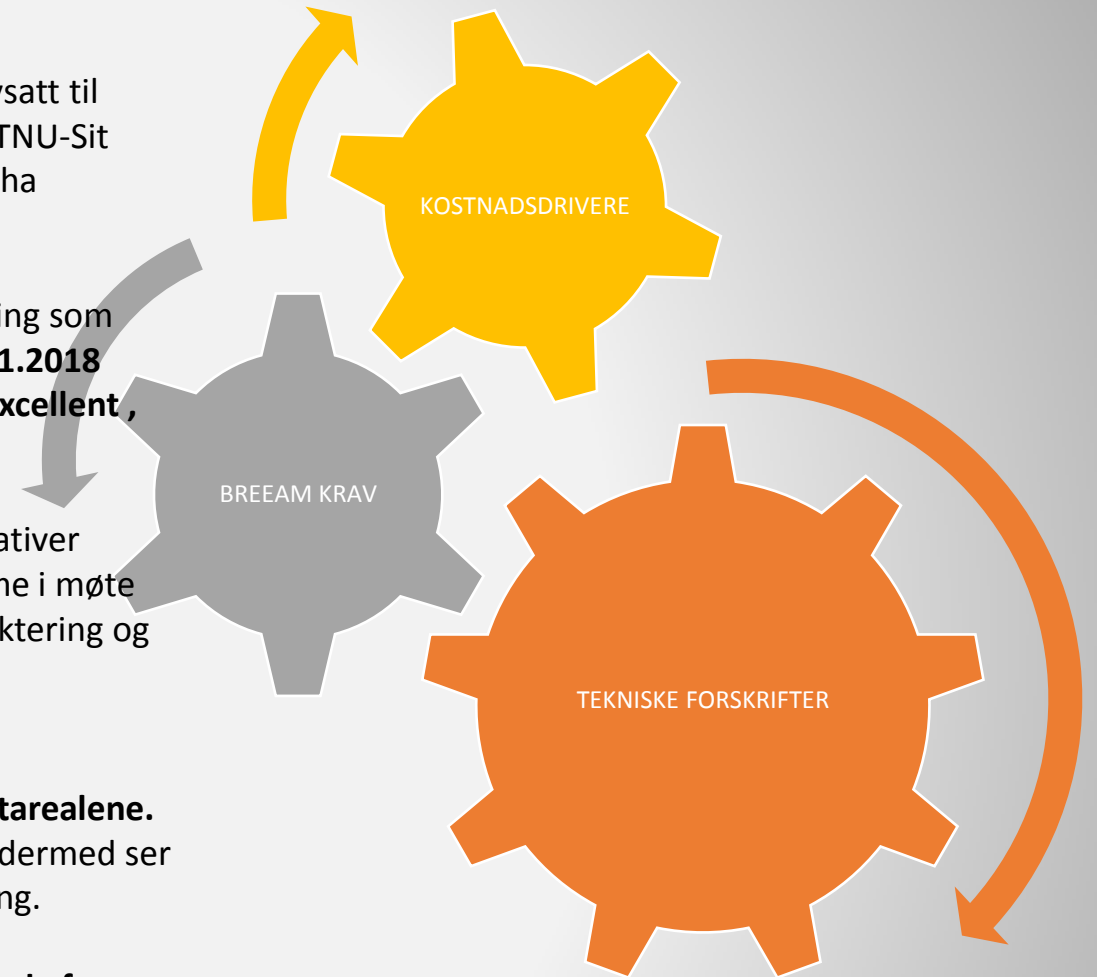 satt til
TNU-Sit
ha
ing som
1.2018
xcellent ,
ativer
ne i møte
ktering og
tarealene.
dermed ser
ng.
KOSTNADSDRIVERE
BREEAM KRAV
TEKNISKE FORSKRIFTER